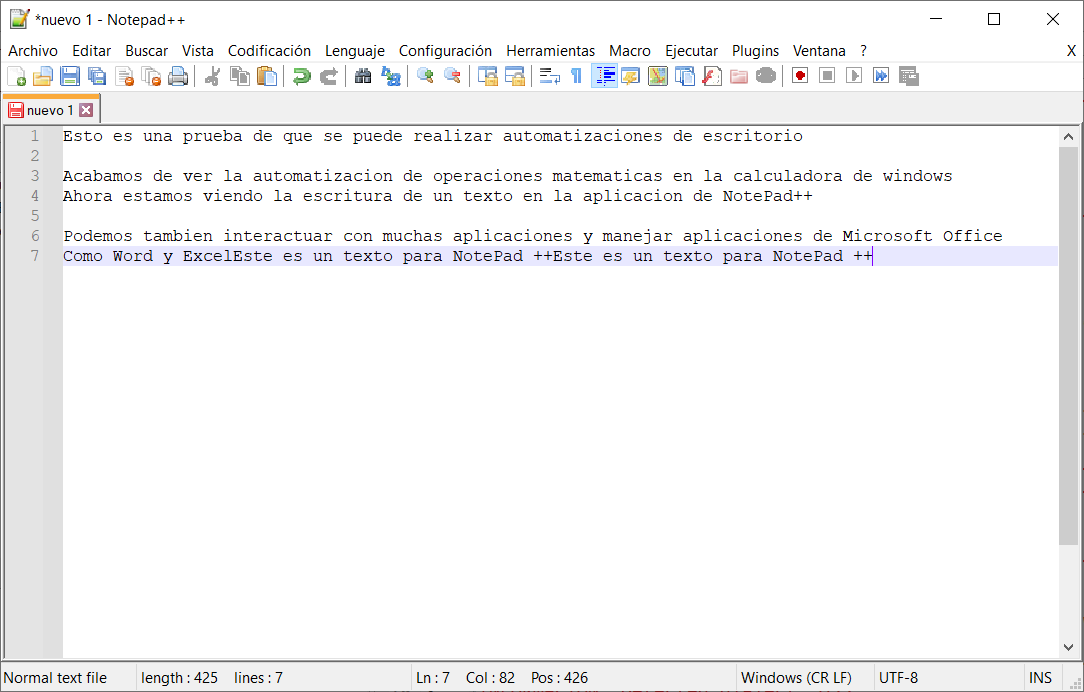 *nuevo 1 - Notepad++
Archivo Editar Buscar Vista Codificación Lenguaje Configuración Herramientas Macro Ejecutar Plugins Ventana ? X
nuevo 1
1 Esto es una prueba de que se puede realizar automatizaciones de escritorio
2
3 Acabamos de ver la automatizacion de operaciones matematicas en la calculadora de windows
4 Ahora estamos viendo la escritura de un texto en la aplicacion de NotePad++
5
6 Podemos tambien interactuar con muchas aplicaciones y manejar aplicaciones de Microsoft Office
7 Como Word y ExcelEste es un texto para NotePad ++Este es un texto para NotePad ++
Normal text file length : 425 lines : 7 Ln : 7 Col : 82 Pos : 426 Windows (CR LF) UTF-8 INS